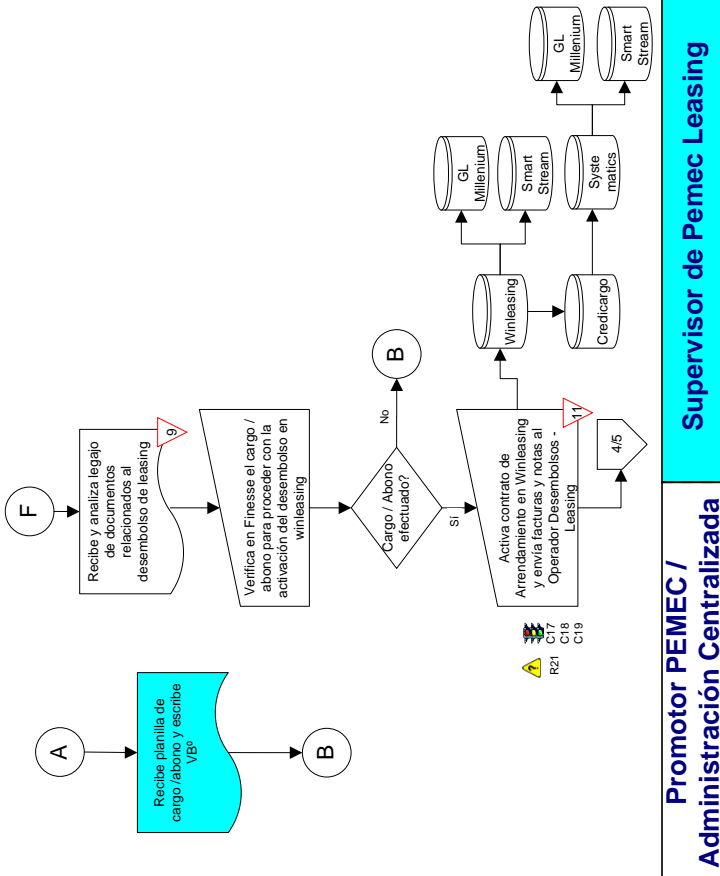 A
Recibe planilla de
cargo /abono y escribe
VBº
B
F
Recibe y analiza legajo
de documentos
relacionados al
desembolso de leasing
9
Verifica en Finesse el cargo /
abono para proceder con la
activación del desembolso en
winleasing
Cargo / Abono
efectuado?
No
B
Sí
Activa contrato de
Arrendamiento en Winleasing
y envía facturas y notas al
Operador Desembolsos -
Leasing
11
R21
C17
C18
C19
4/5
Winleasing
GL
Millenium
Smart
Stream
Credicargo
Syste
matics
GL
Millenium
Smart
Stream
Promotor PEMEC /
Administración Centralizada
Supervisor de Pemec Leasing